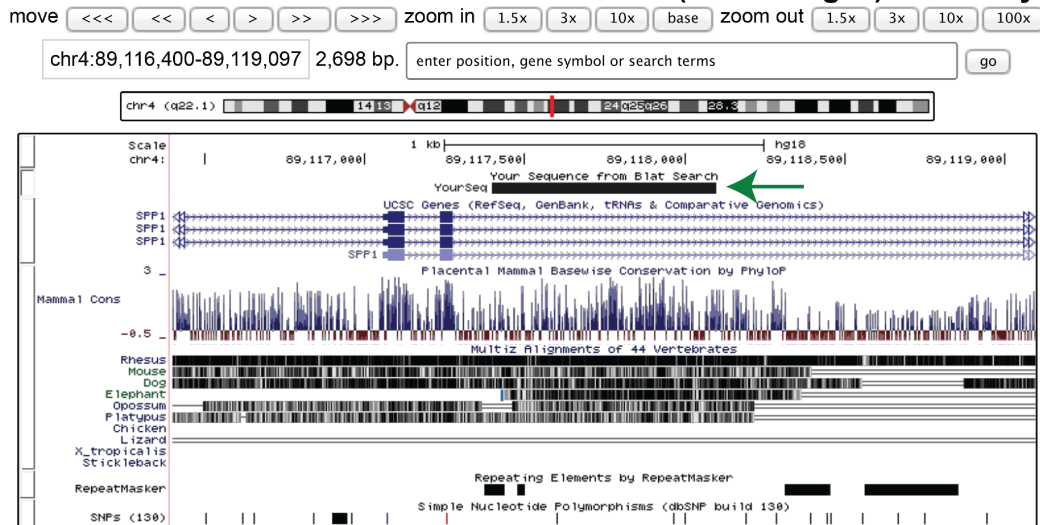 move <<< << < > >> >>> zoom in 1.5x 3x 10x base zoom out 1.5x 3x 10x 100x
chr4:89,116,400-89,119,097 2,698 bp. enter position, gene symbol or search terms go
chr4 (q22.1) 14 13 q12 24 q25 q26 28.3
Scale 1 kb hg18
chr4: 89,117,000 89,117,500 89,118,000 89,118,500 89,119,000
Your Sequence from Blat Search
YourSeq
UCSC Genes (RefSeq, GenBank, tRNAs & Comparative Genomics)
SPP1
SPP1
SPP1
SPP1
Placental Mammal Basewise Conservation by PhyloP
3 _
Mammal Cons
-0.5 _
Multiz Alignments of 44 Vertebrates
Rhesus
Mouse
Dog
Elephant
Opossum
Platypus
Chicken
Lizard
X_tropicalis
Stickleback
Repeating Elements by RepeatMasker
RepeatMasker
Simple Nucleotide Polymorphisms (dbSNP build 130)
SNPs (130)